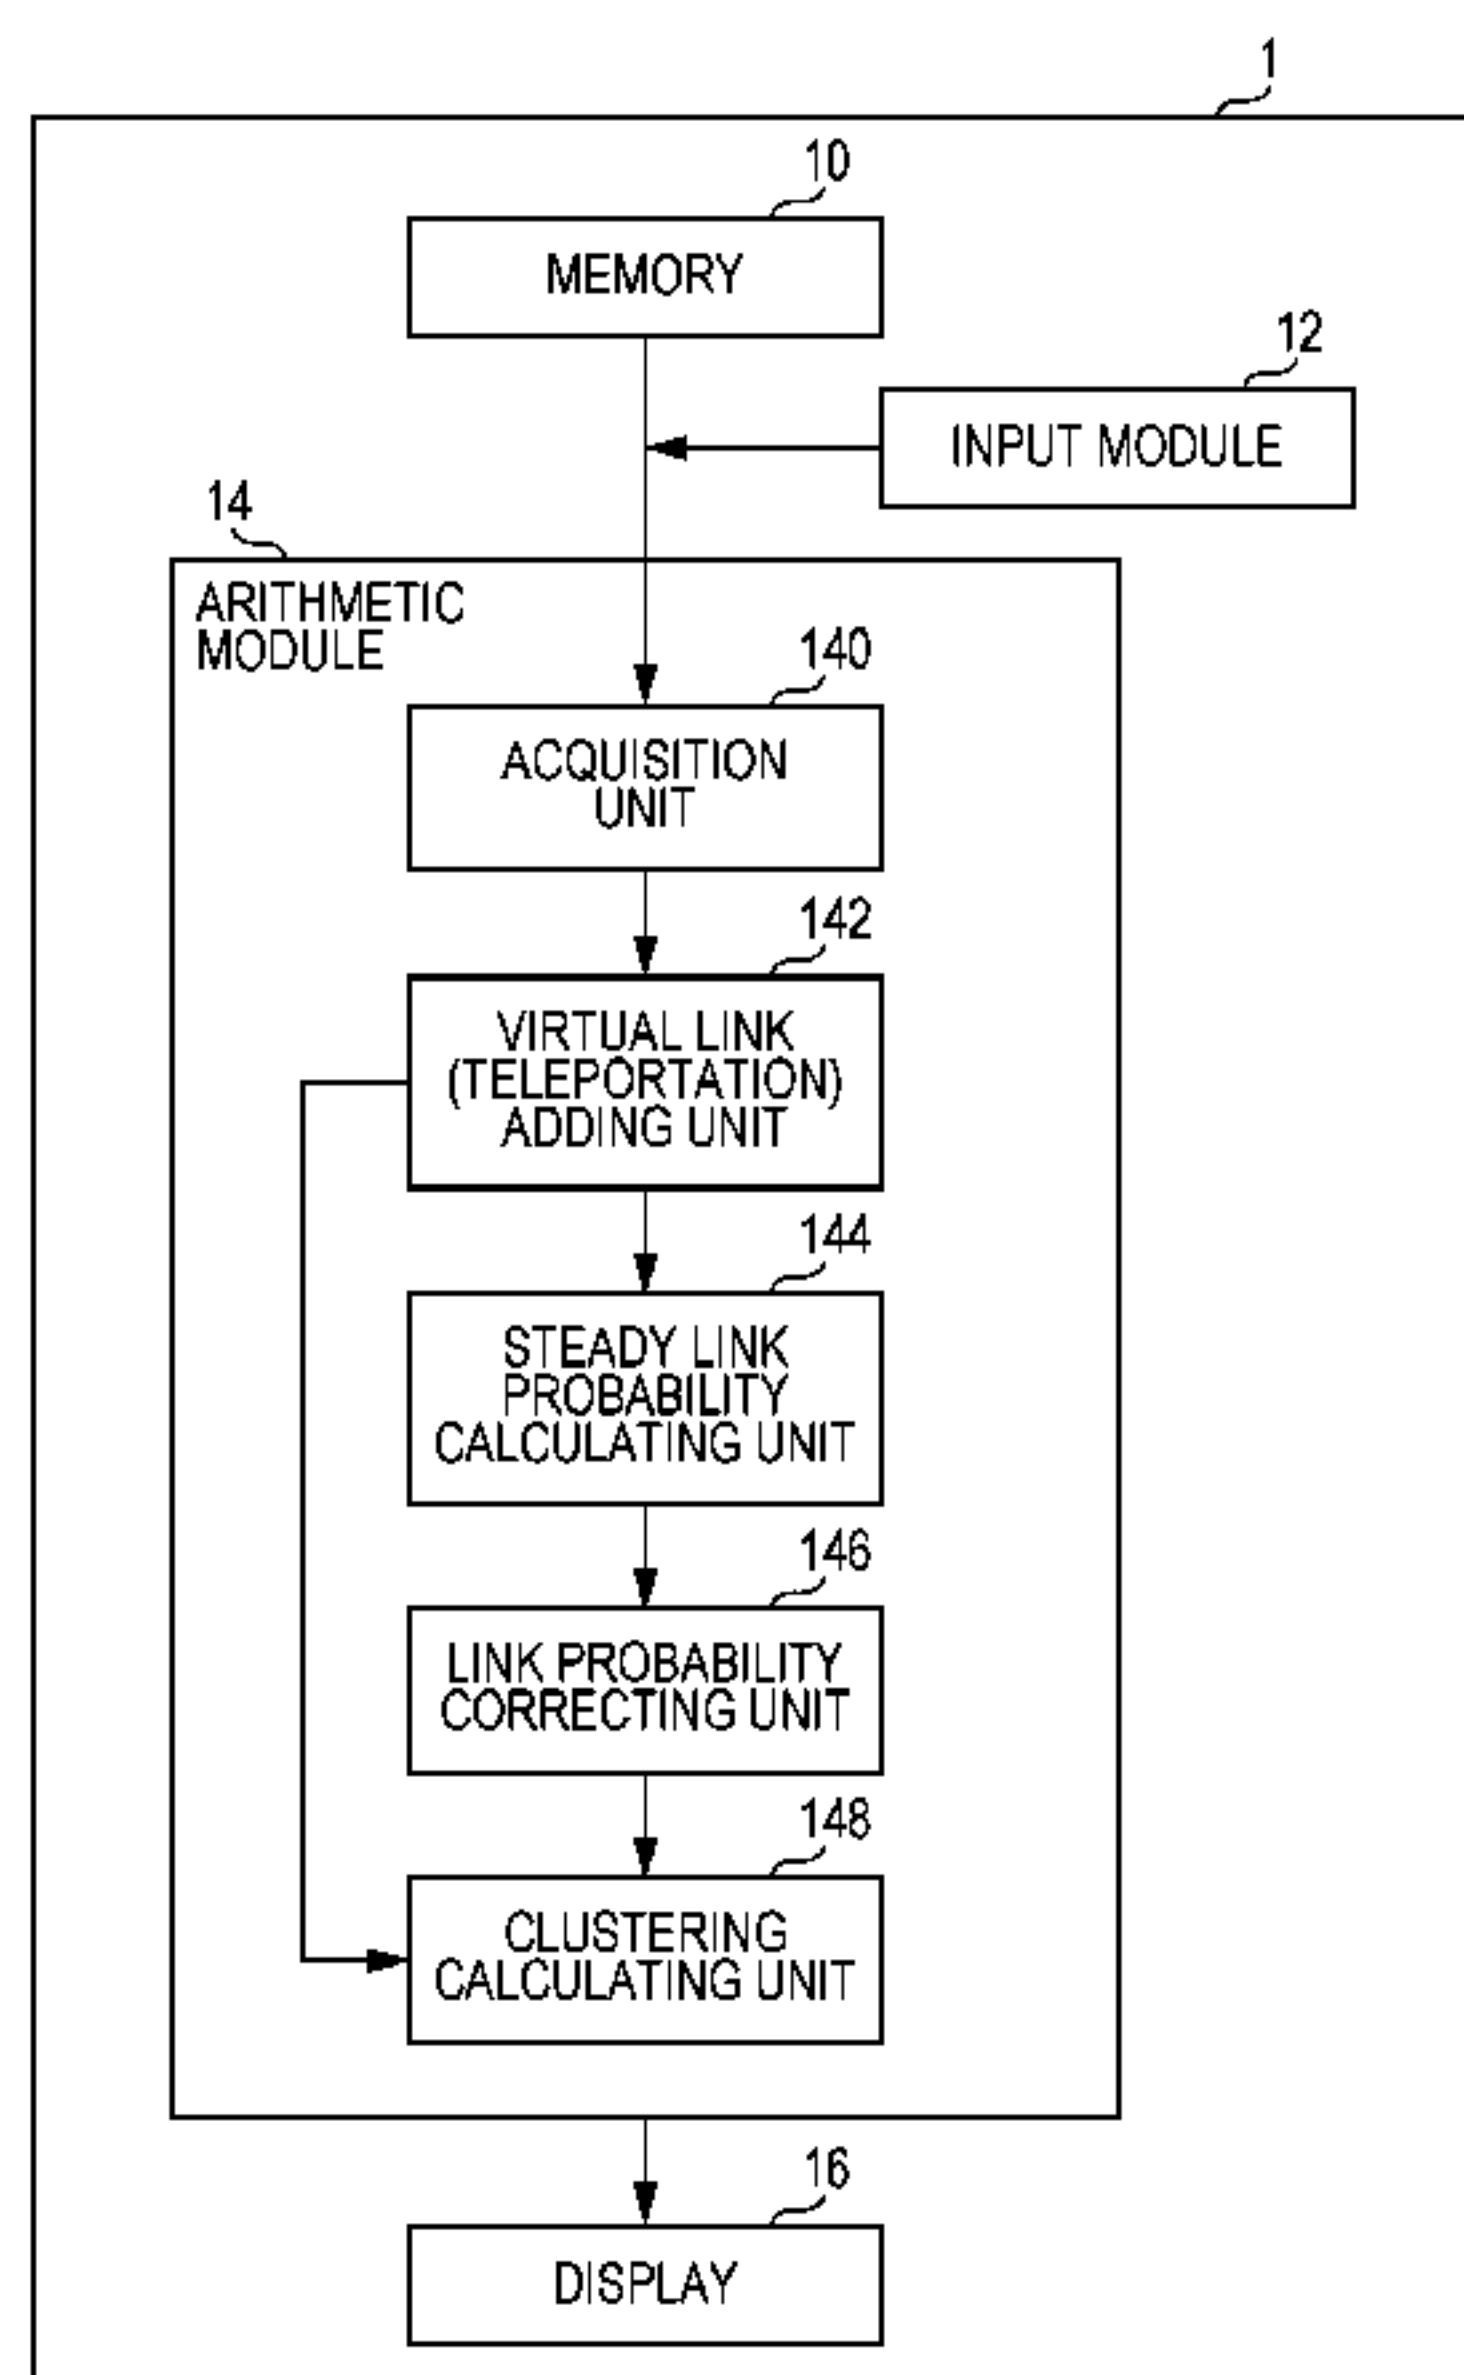 1
10
MEMORY
12
INPUT MODULE
14
ARITHMETIC
MODULE
140
ACQUISITION
UNIT
142
VIRTUAL LINK
(TELEPORTATION)
ADDING UNIT
144
STEADY LINK
PROBABILITY
CALCULATING UNIT
146
LINK PROBABILITY
CORRECTING UNIT
148
CLUSTERING
CALCULATING UNIT
16
DISPLAY